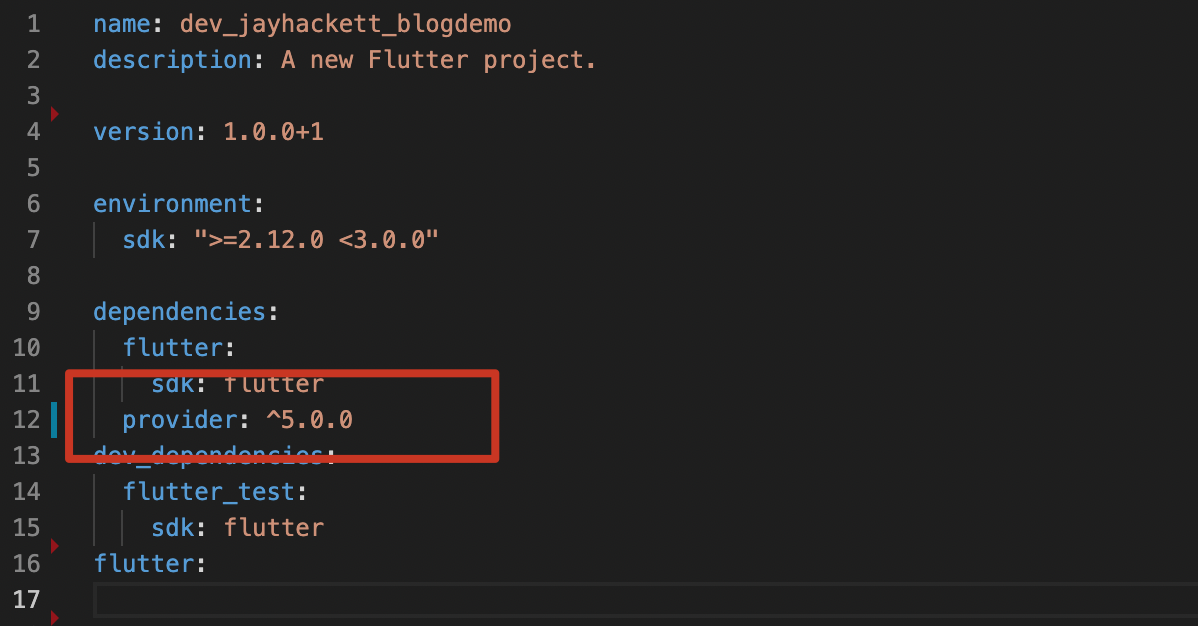 1 name: dev_jayhackett_blogdemo
2 description: A new Flutter project.
3
4 version: 1.0.0+1
5
6 environment:
7 sdk: ">=2.12.0 <3.0.0"
8
9 dependencies:
10 flutter:
11 sdk: flutter
12 provider: ^5.0.0
13 dev_dependencies:
14 flutter_test:
15 sdk: flutter
16 flutter:
17